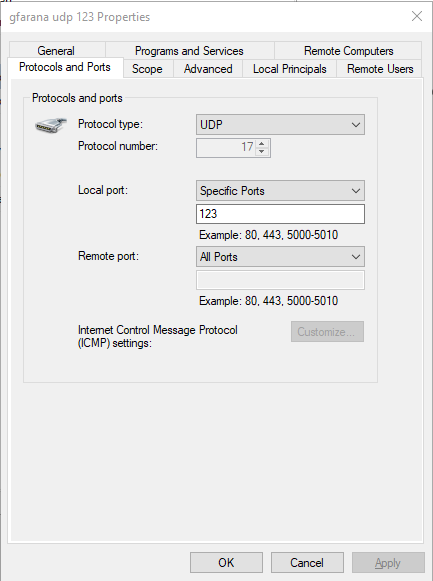 gfarana udp 123 Properties
General
Programs and Services
Remote Computers
Protocols and Ports
Scope
Advanced
Local Principals
Remote Users
Protocols and ports
Protocol type:
UDP
Protocol number:
17
Local port:
Specific Ports
123
Example: 80, 443, 5000-5010
Remote port:
All Ports
Example: 80, 443, 5000-5010
Internet Control Message Protocol
(ICMP) settings:
Customize...
OK
Cancel
Apply